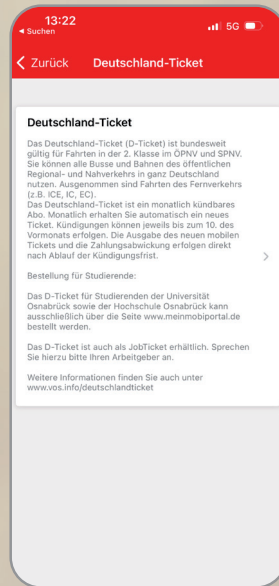 13:22
◀ Suchen
5G
Zurück
Deutschland-Ticket
Deutschland-Ticket
Das Deutschland-Ticket (D-Ticket) ist bundesweit
gültig für Fahrten in der 2. Klasse im ÖPNV und SPNV.
Sie können alle Busse und Bahnen des öffentlichen
Regional- und Nahverkehrs in ganz Deutschland
nutzen. Ausgenommen sind Fahrten des Fernverkehrs
(z.B. ICE, IC, EC).
Das Deutschland-Ticket ist ein monatlich kündbares
Abo. Monatlich erhalten Sie automatisch ein neues
Ticket. Kündigungen können jeweils bis zum 10. des
Vormonats erfolgen. Die Ausgabe des neuen mobilen
Tickets und die Zahlungsabwickung erfolgen direkt
nach Ablauf der Kündigungsfrist.
Bestellung für Studierende:
Das D-Ticket für Studierenden der Universität
Osnabrück sowie der Hochschule Osnabrück kann
ausschließlich über die Seite www.meinmobiportal.de
bestellt werden.
Das D-Ticket ist auch als JobTicket erhältlich. Sprechen
Sie hierzu bitte Ihren Arbeitgeber an.
Weitere Informationen finden Sie auch unter
www.vos.info/deutschlandticket